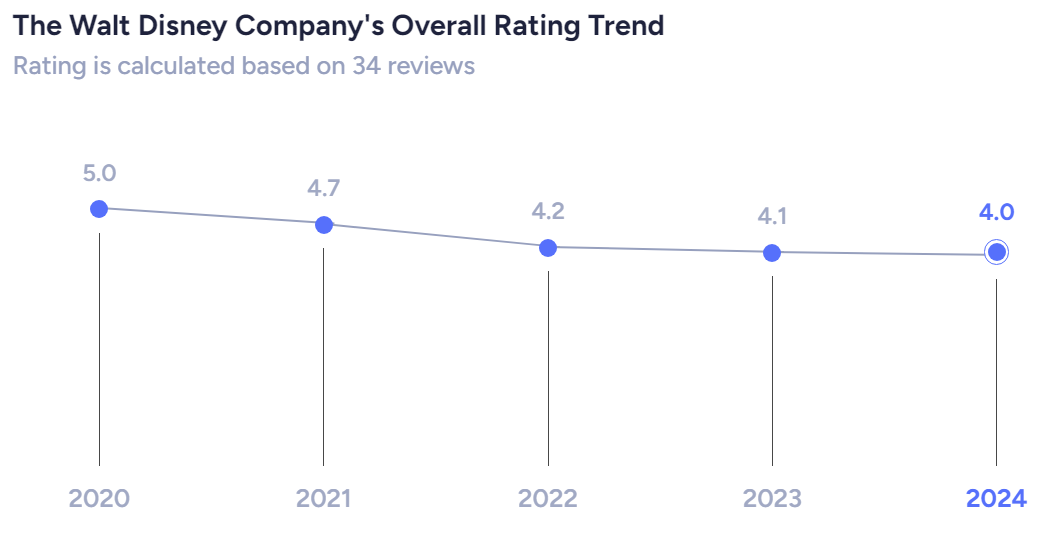 The Walt Disney Company's Overall Rating Trend
Rating is calculated based on 34 reviews
5.0
4.7
4.2
4.1
4.0
2020 2021 2022 2023 2024